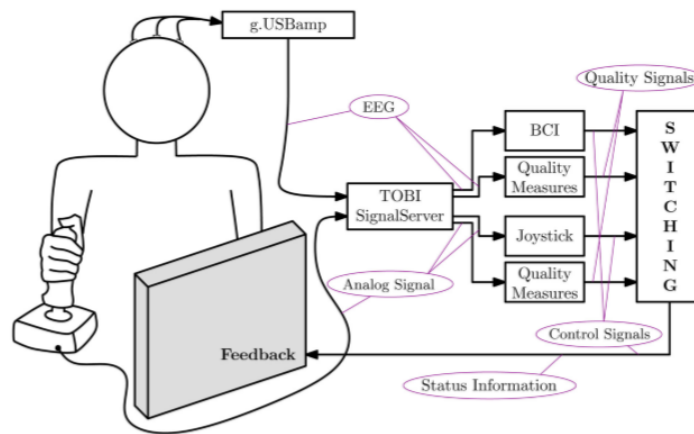 g.USBamp
EEG
Quality Signals
BCI
Quality
Measures
TOBI
SignalServer
Joystick
Quality
Measures
SWITCHING
Analog Signal
Control Signals
Feedback
Status Information